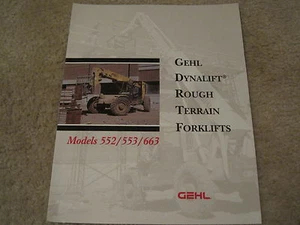 GEHL
DYNALIFT®
ROUGH
TERRAIN
FORKLIFTS
Models 552/553/663
GEHL